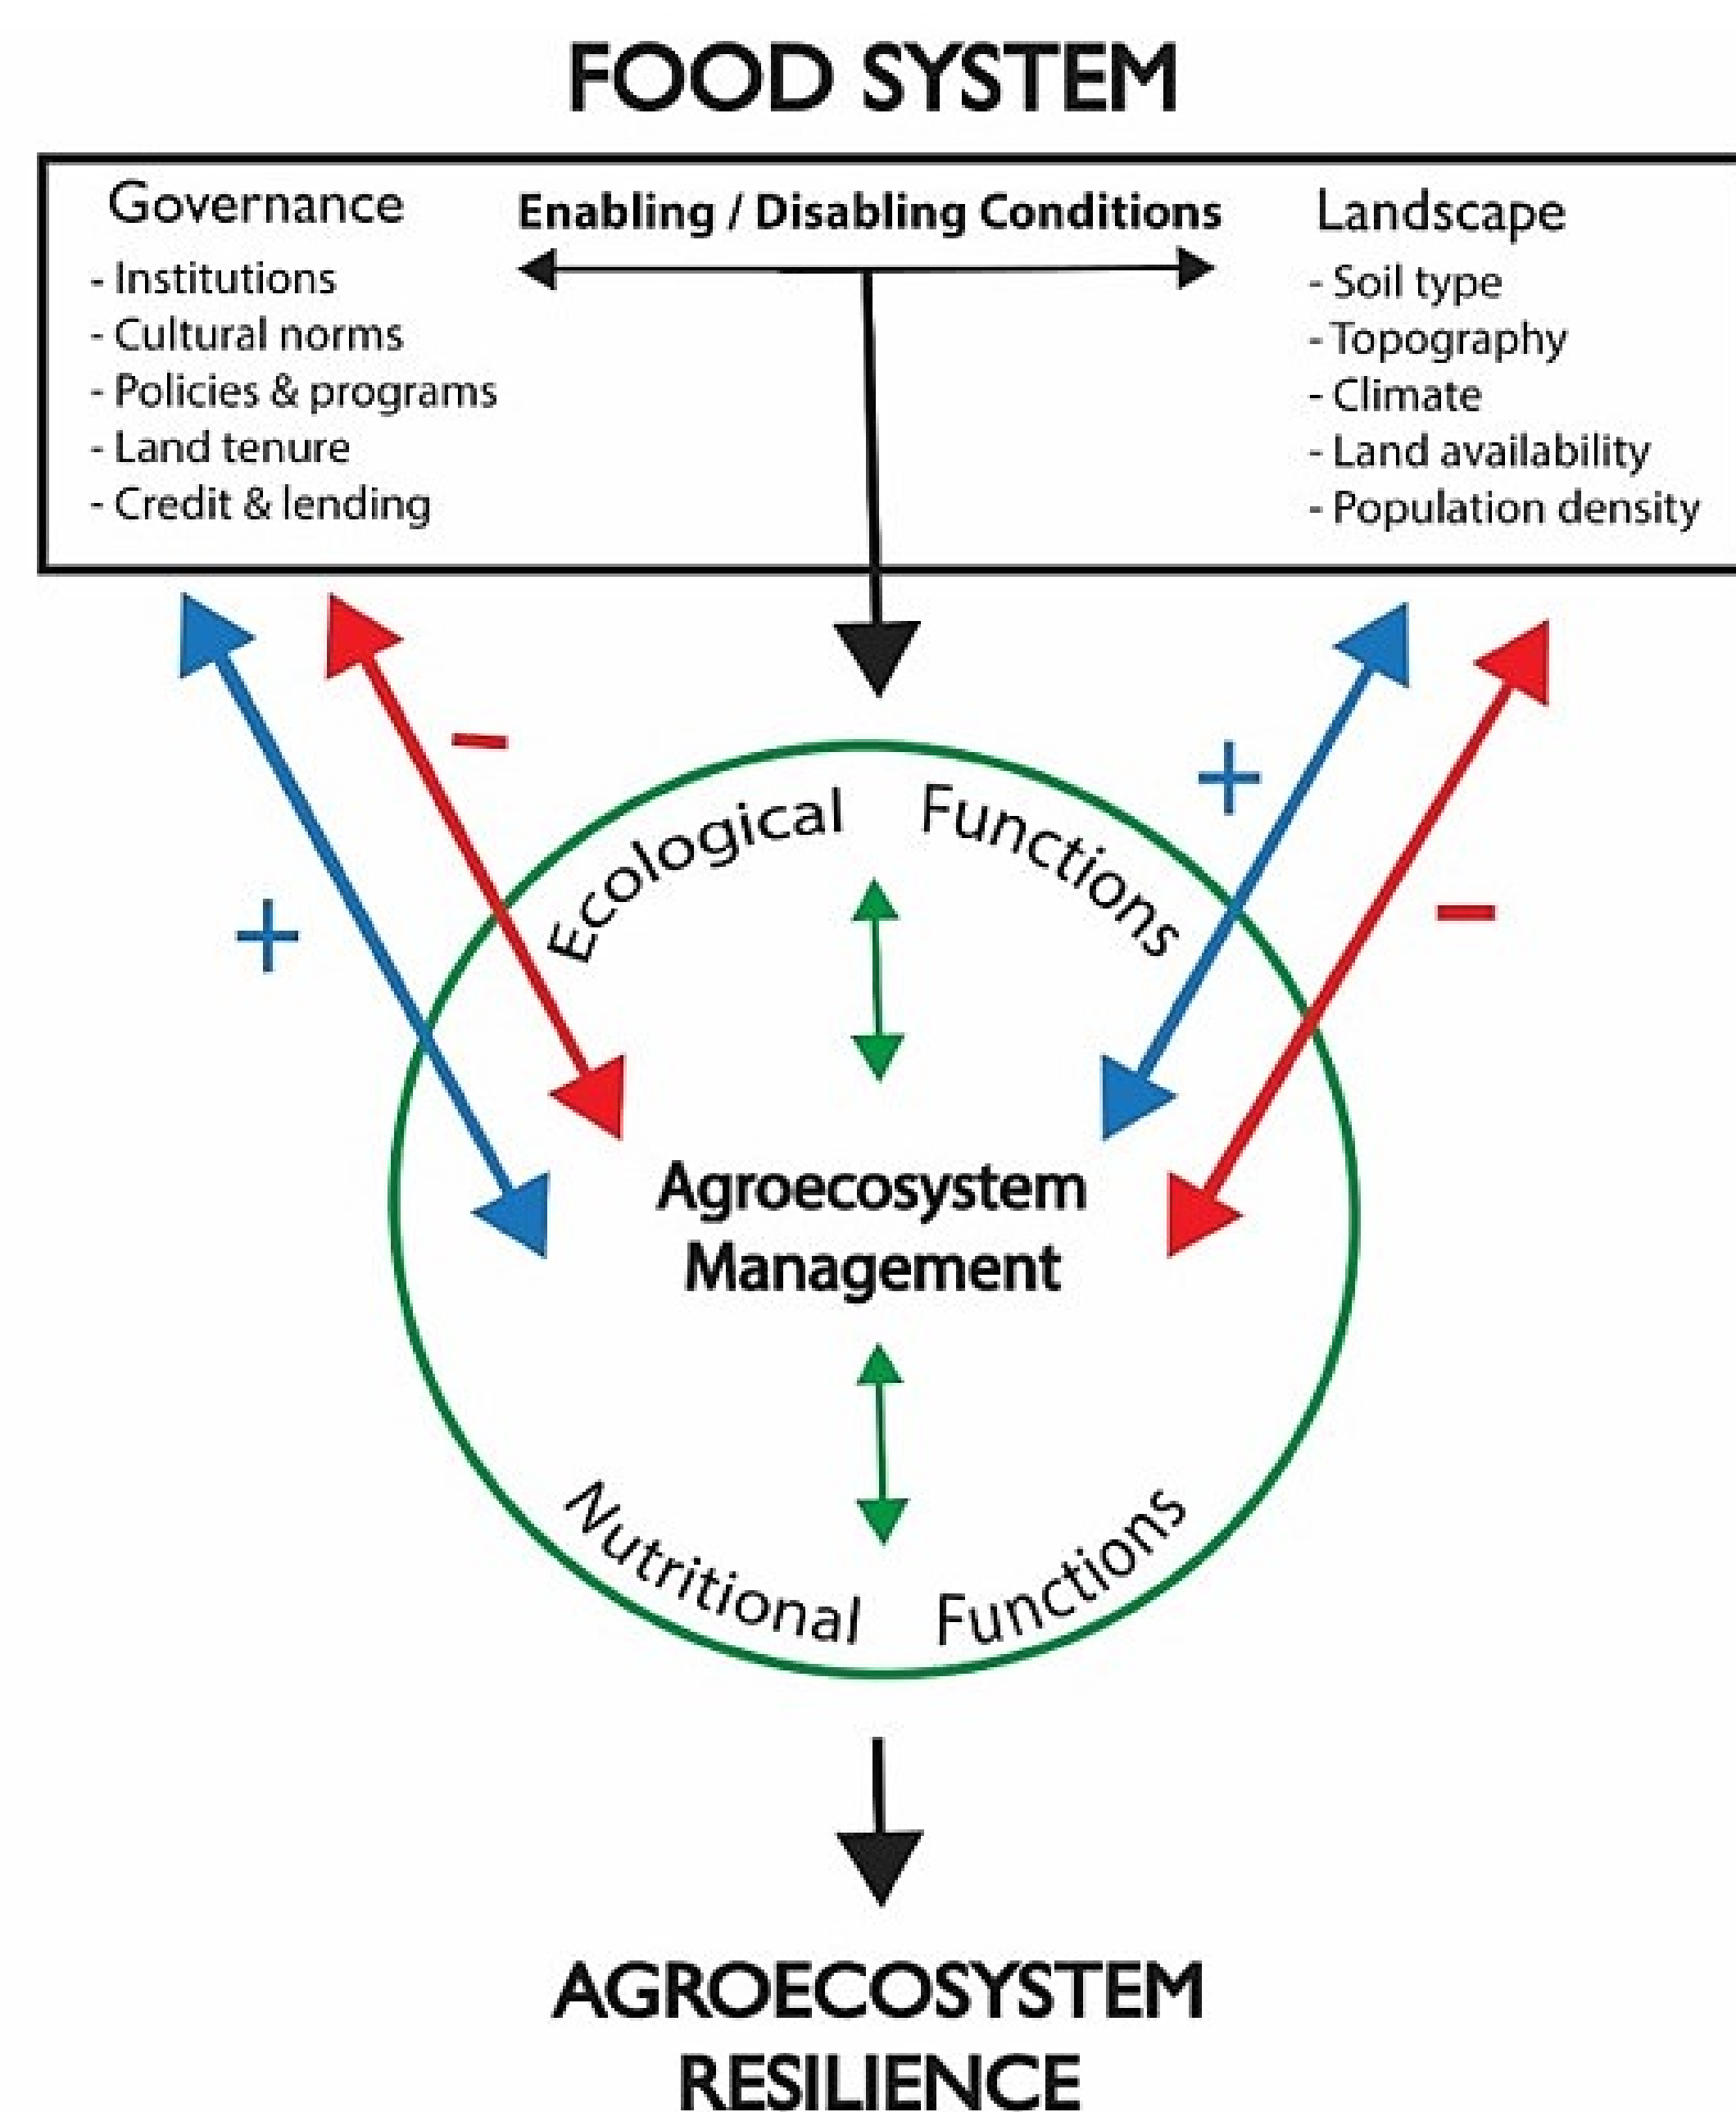 FOOD SYSTEM
Governance
- Institutions
- Cultural norms
- Policies & programs
- Land tenure
- Credit & lending
Enabling / Disabling Conditions
Landscape
- Soil type
- Topography
- Climate
- Land availability
- Population density
–
+
+
–
Ecological Functions
Agroecosystem
Management
Nutritional Functions
AGROECOSYSTEM
RESILIENCE